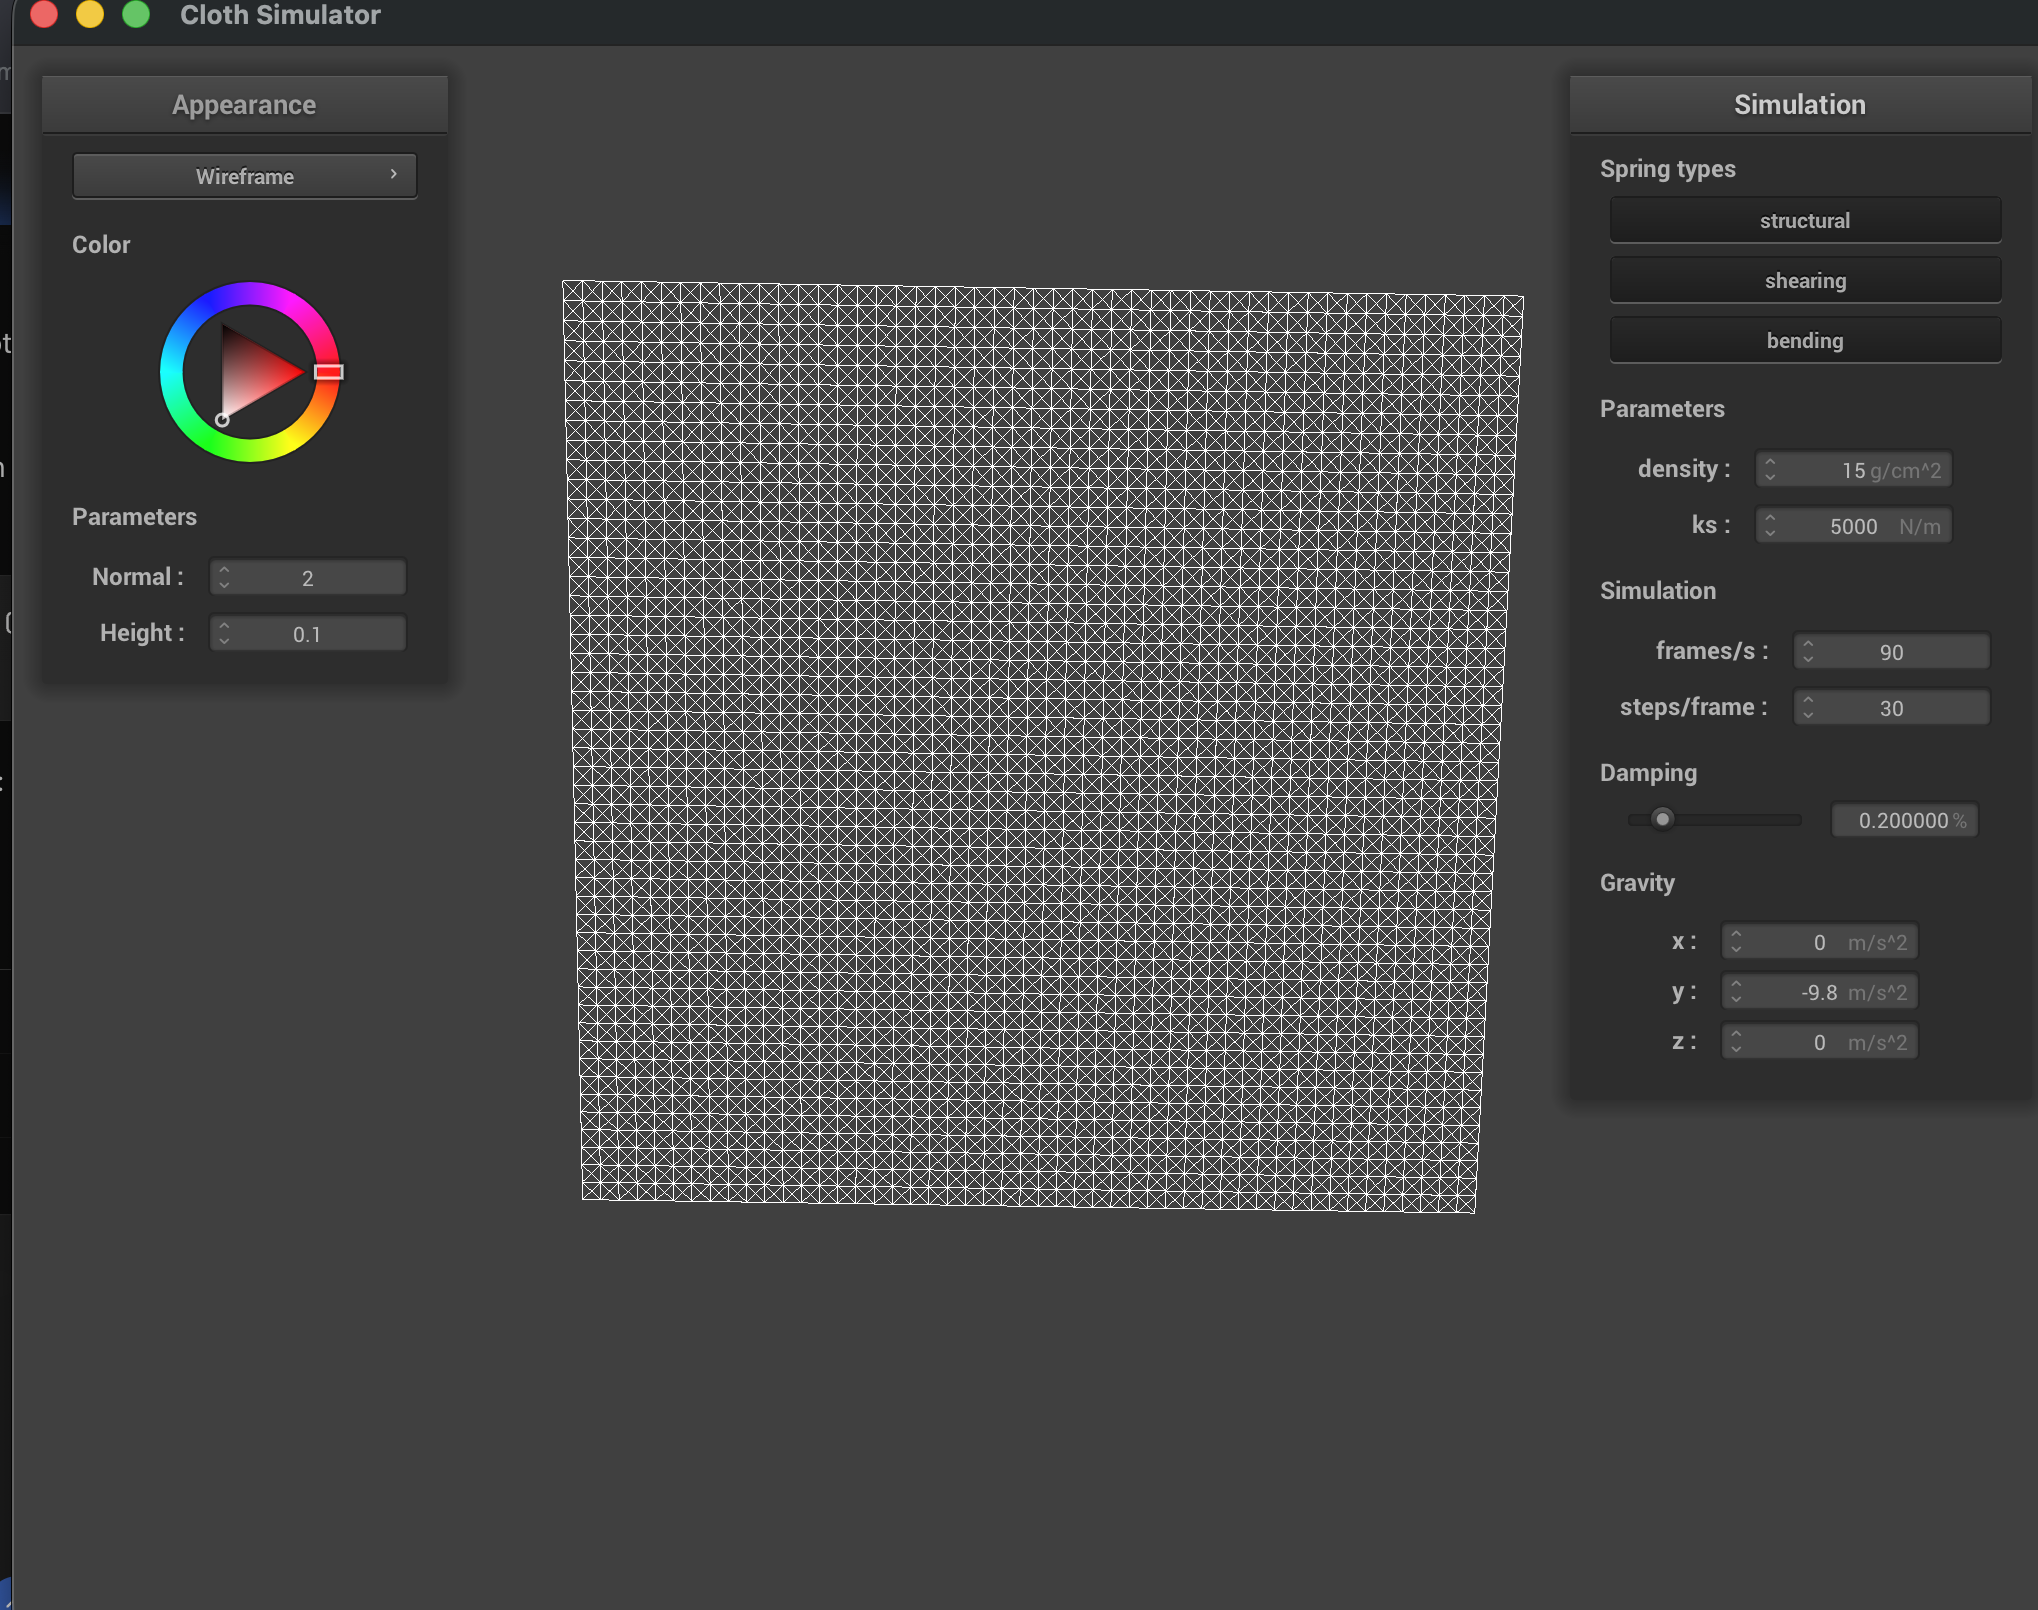 Cloth Simulator
Appearance
Wireframe
Color
Parameters
Normal : 2
Height : 0.1
Simulation
Spring types
structural
shearing
bending
Parameters
density : 15 g/cm^2
ks : 5000 N/m
Simulation
frames/s : 90
steps/frame : 30
Damping
0.200000 %
Gravity
x : 0 m/s^2
y : -9.8 m/s^2
z : 0 m/s^2